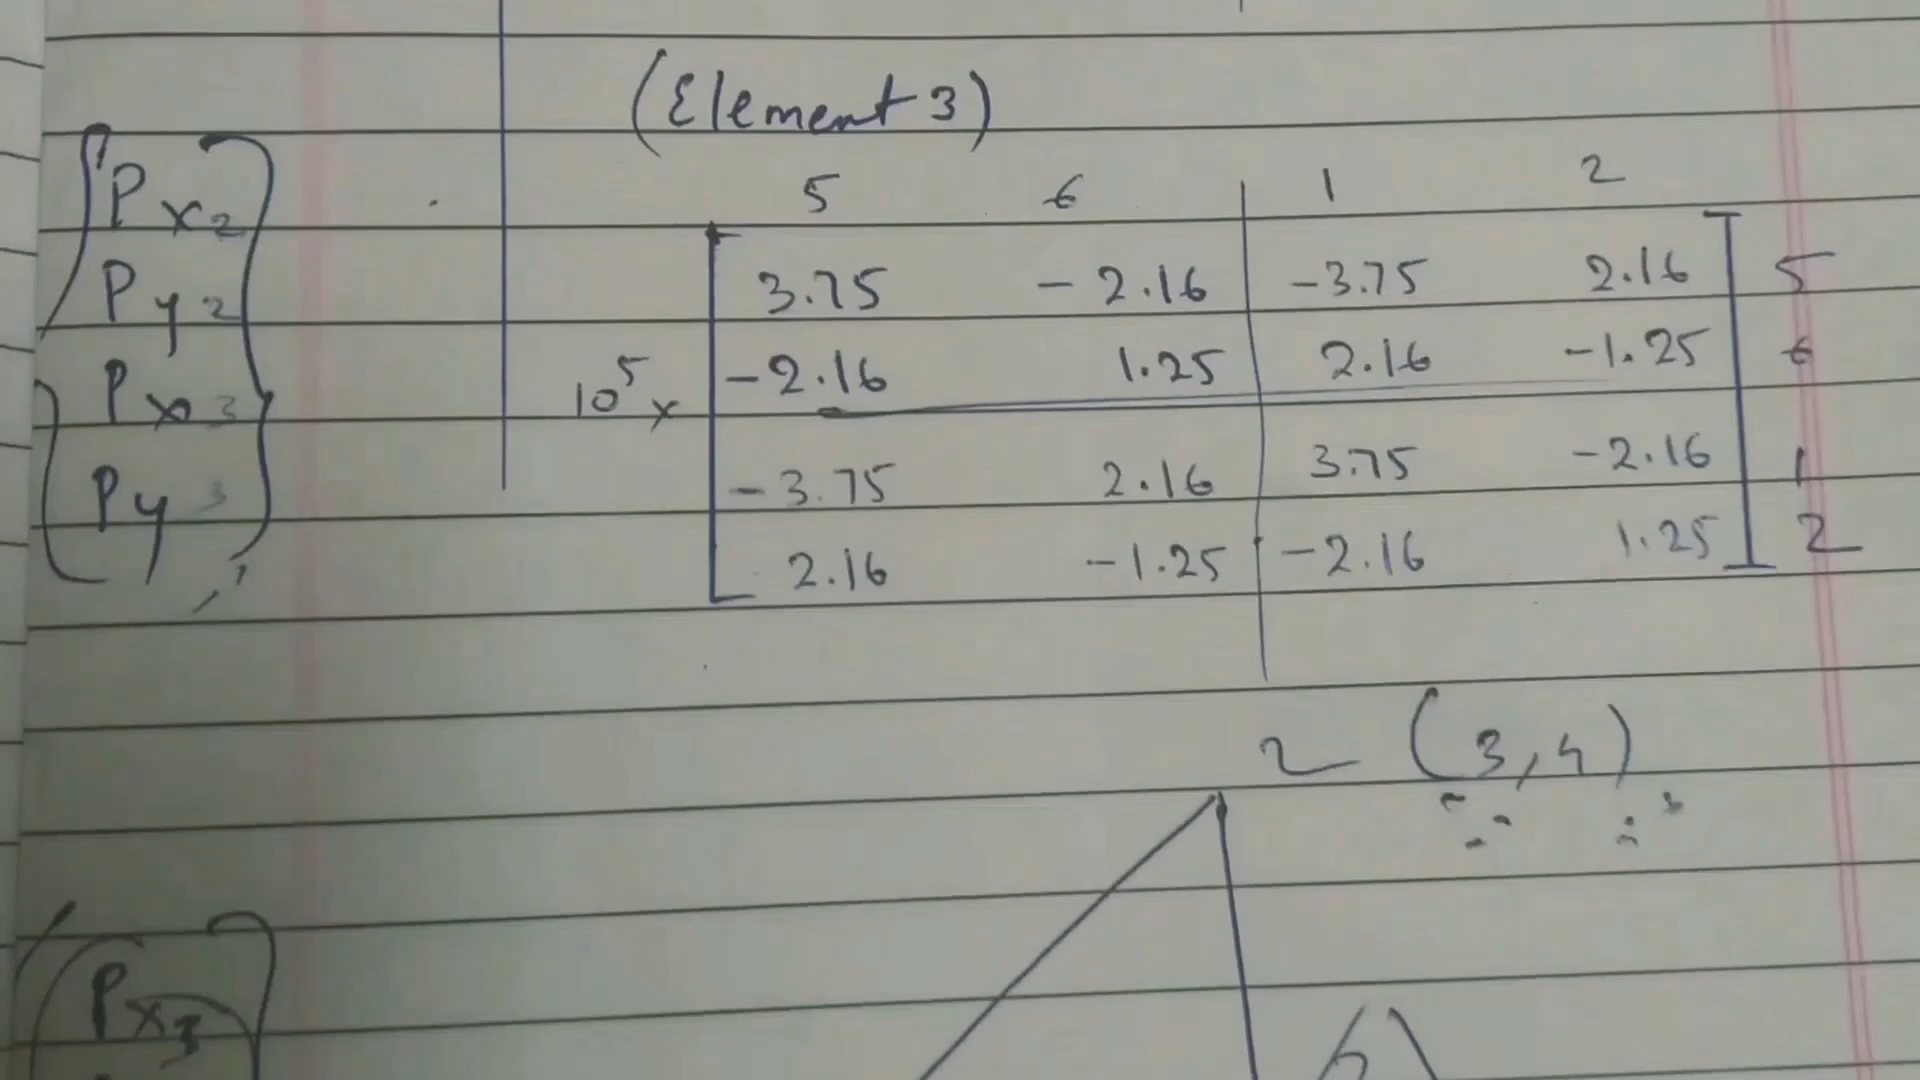 (Element 3)
5 6 1 2
Px2
3.75 -2.16 -3.75 2.16 5
Py2
10^5 x -2.16 1.25 2.16 -1.25 6
Px3
-3.75 2.16 3.75 -2.16 1
Py3
2.16 -1.25 -2.16 1.25 2
2 (3,4)
Px3